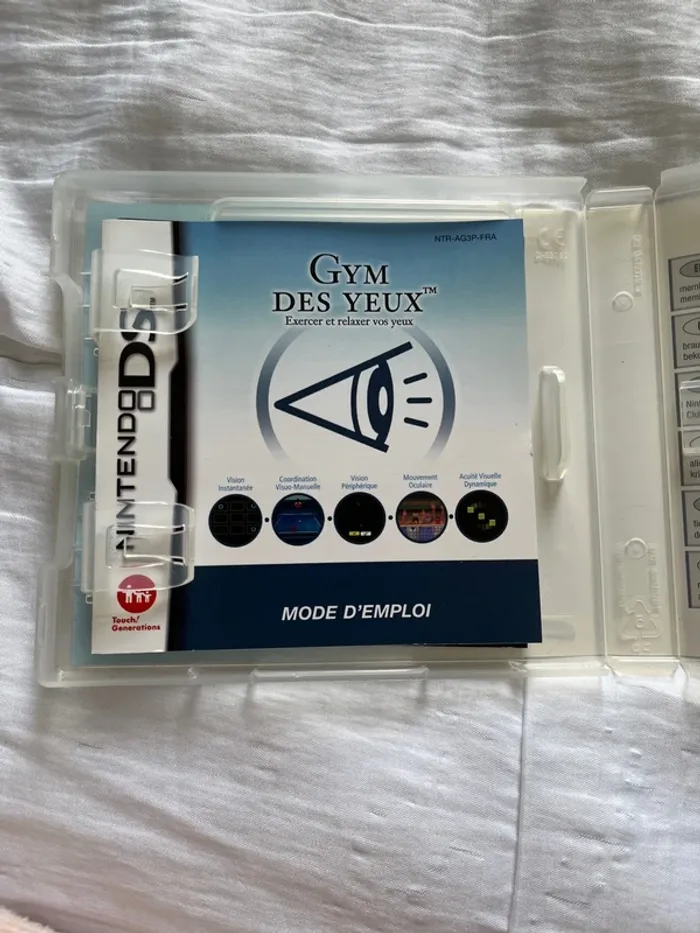 NTR-AG3P-FRA
GYM
DES YEUX™
Exercer et relaxer vos yeux
Vision
Instantanée
Coordination
Visuo-Manuelle
Vision
Périphérique
Mouvement
Oculaire
Acuité Visuelle
Dynamique
NINTENDO DS™
Touch!
Generations
MODE D'EMPLOI